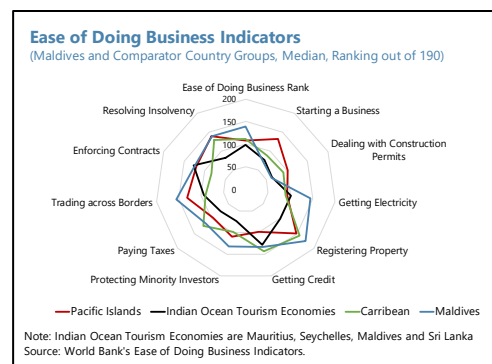 Ease of Doing Business Indicators
(Maldives and Comparator Country Groups, Median, Ranking out of 190)
Ease of Doing Business Rank
200
150
100
50
0
Starting a Business
Dealing with Construction
Permits
Getting Electricity
Registering Property
Getting Credit
Protecting Minority Investors
Paying Taxes
Trading across Borders
Enforcing Contracts
Resolving Insolvency
Pacific Islands
Indian Ocean Tourism Economies
Carribean
Maldives
Note: Indian Ocean Tourism Economies are Mauritius, Seychelles, Maldives and Sri Lanka
Source: World Bank's Ease of Doing Business Indicators.